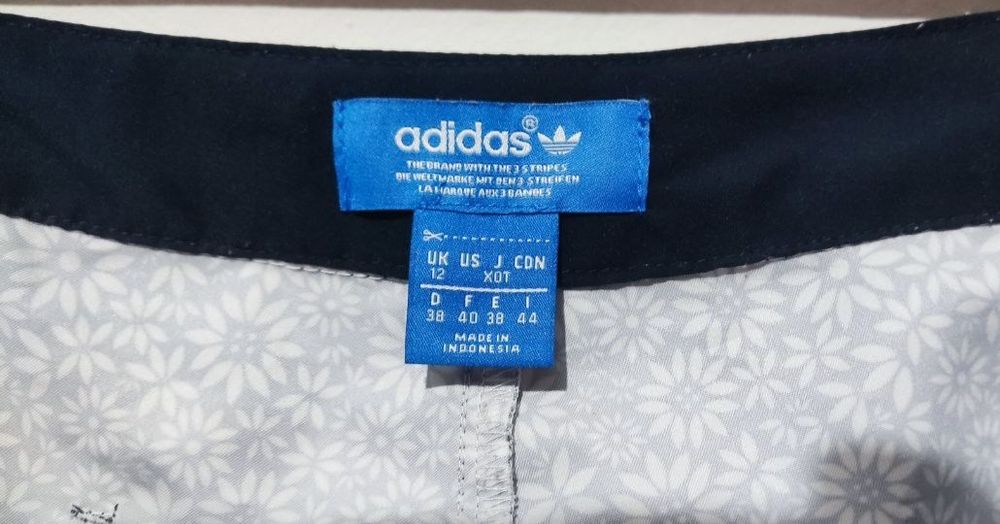 adidas®
THE BRAND WITH THE 3 STRIPES
DIE WELTMARKE MIT DEN 3 STREIFEN
LA MARQUE AUX 3 BANDES
UK US J CDN
12 XOT
D F E I
38 40 38 44
MADE IN
INDONESIA